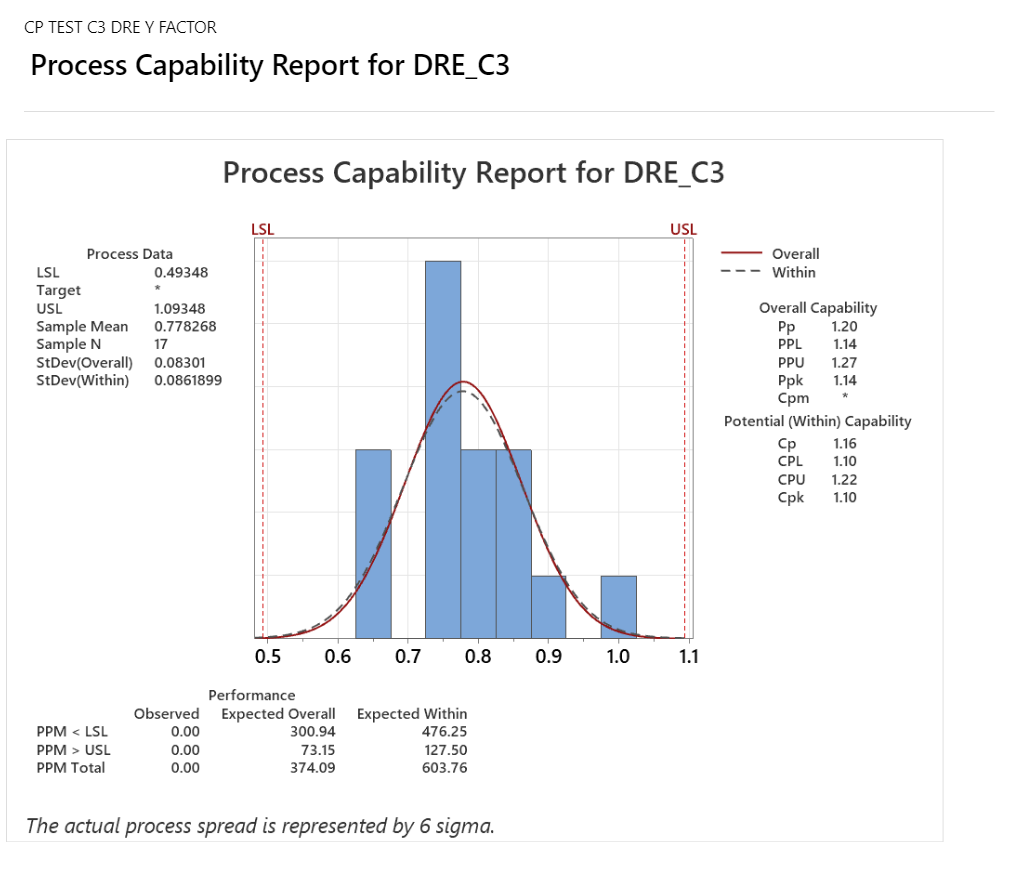 CP TEST C3 DRE Y FACTOR
Process Capability Report for DRE_C3
Process Capability Report for DRE_C3
LSL USL
Process Data
LSL 0.49348
Target *
USL 1.09348
Sample Mean 0.778268
Sample N 17
StDev(Overall) 0.08301
StDev(Within) 0.0861899
Overall
Within
Overall Capability
Pp 1.20
PPL 1.14
PPU 1.27
Ppk 1.14
Cpm *
Potential (Within) Capability
Cp 1.16
CPL 1.10
CPU 1.22
Cpk 1.10
0.5 0.6 0.7 0.8 0.9 1.0 1.1
Performance
Observed Expected Overall Expected Within
PPM < LSL 0.00 300.94 476.25
PPM > USL 0.00 73.15 127.50
PPM Total 0.00 374.09 603.76
The actual process spread is represented by 6 sigma.